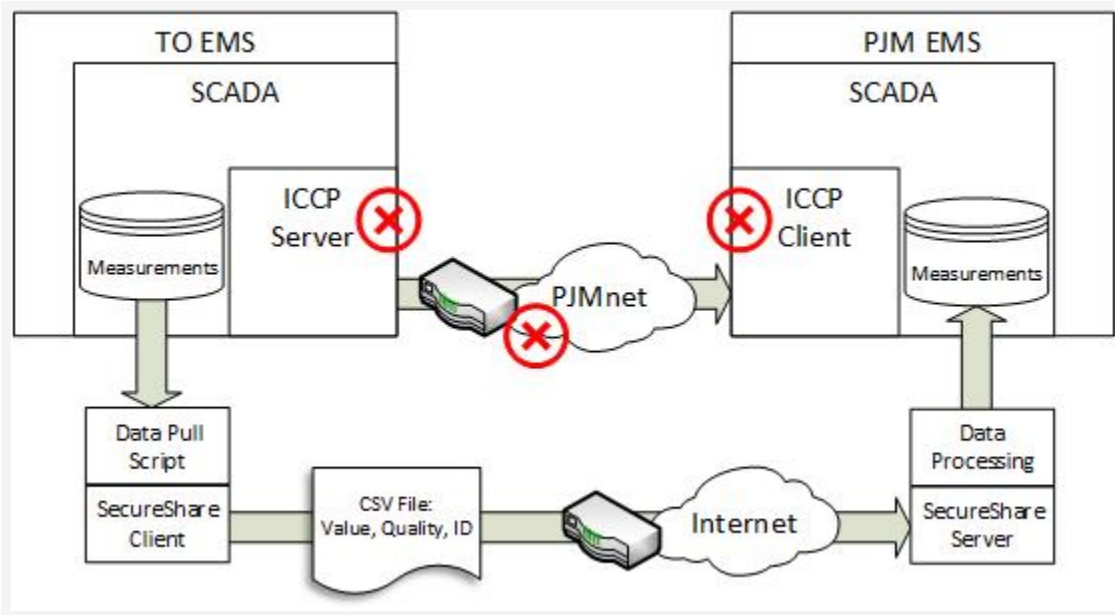 TO EMS
SCADA
ICCP
Server
Measurements
PJM EMS
SCADA
ICCP
Client
Measurements
PJMnet
Data Pull
Script
SecureShare
Client
CSV File:
Value, Quality, ID
Internet
Data
Processing
SecureShare
Server